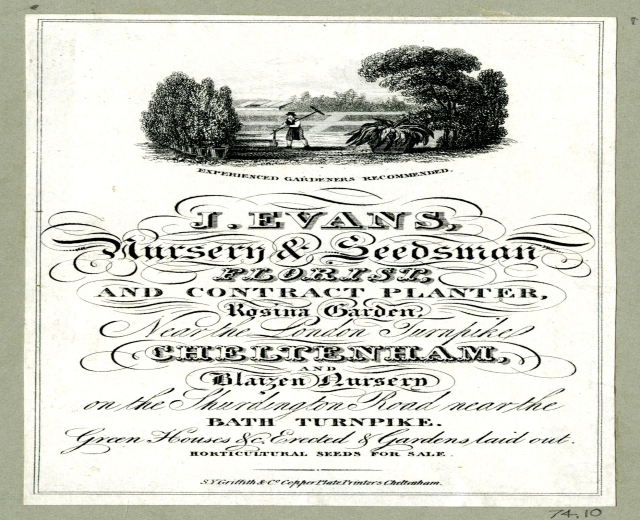 EXPERIENCED GARDENERS RECOMMENDED.
J. EVANS,
Nursery & Seedsman
FLORIST,
AND CONTRACT PLANTER,
Rosina Garden,
Near the London Turnpike
CHELTENHAM,
AND
Blaizen Nursery
on the Shurdington Road near the
BATH TURNPIKE.
Green Houses &c. Erected & Gardens laid out.
HORTICULTURAL SEEDS FOR SALE.
S.Y. Griffith & Co. Copper Plate Printers Cheltenham.
74.10